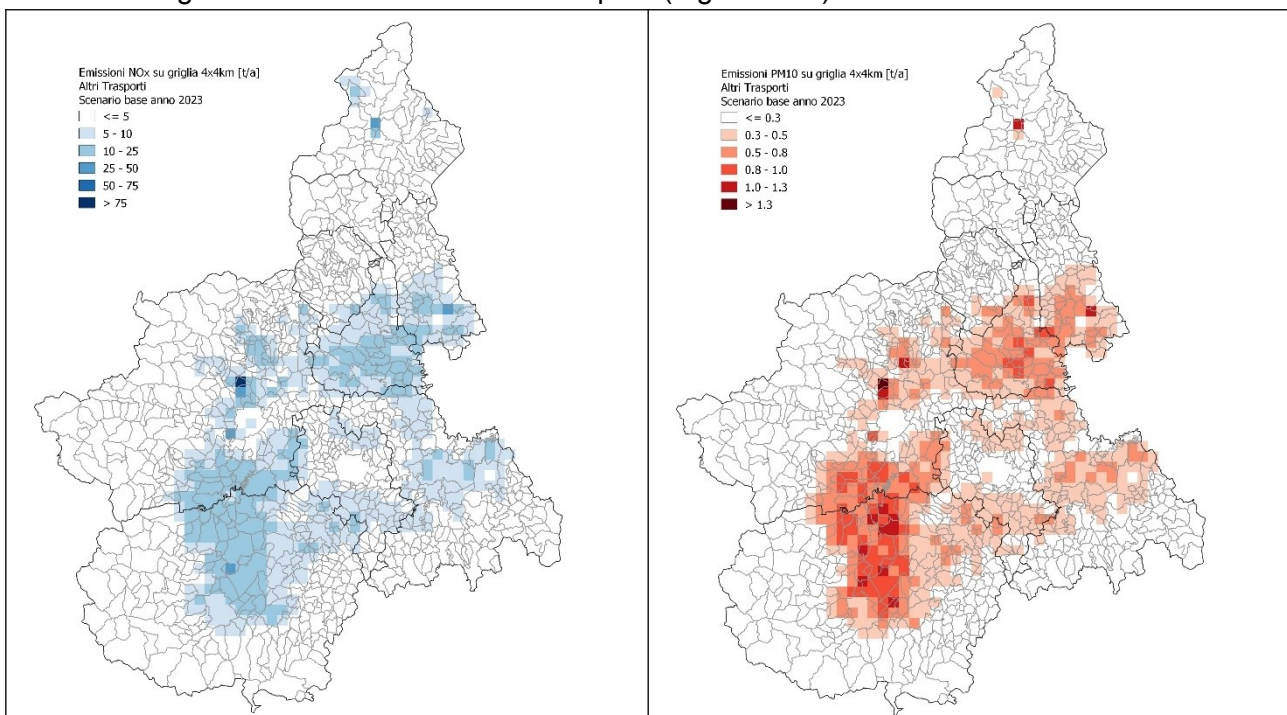 Emissioni NOx su griglia 4x4km [t/a]
Altri Trasporti
Scenario base anno 2023
<= 5
5 - 10
10 - 25
25 - 50
50 - 75
> 75
Emissioni PM10 su griglia 4x4km [t/a]
Altri Trasporti
Scenario base anno 2023
<= 0.3
0.3 - 0.5
0.5 - 0.8
0.8 - 1.0
1.0 - 1.3
> 1.3